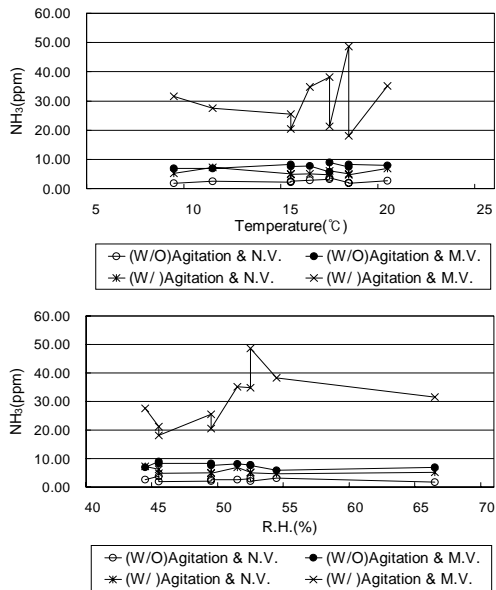 60.00
50.00
40.00
30.00
20.00
10.00
0.00
NH3(ppm)
5 10 15 20 25
Temperature(℃)
(W/O)Agitation & N.V. (W/O)Agitation & M.V.
(W/ )Agitation & N.V. (W/ )Agitation & M.V.
60.00
50.00
40.00
30.00
20.00
10.00
0.00
NH3(ppm)
40 45 50 55 60 65 70
R.H.(%)
(W/O)Agitation & N.V. (W/O)Agitation & M.V.
(W/ )Agitation & N.V. (W/ )Agitation & M.V.